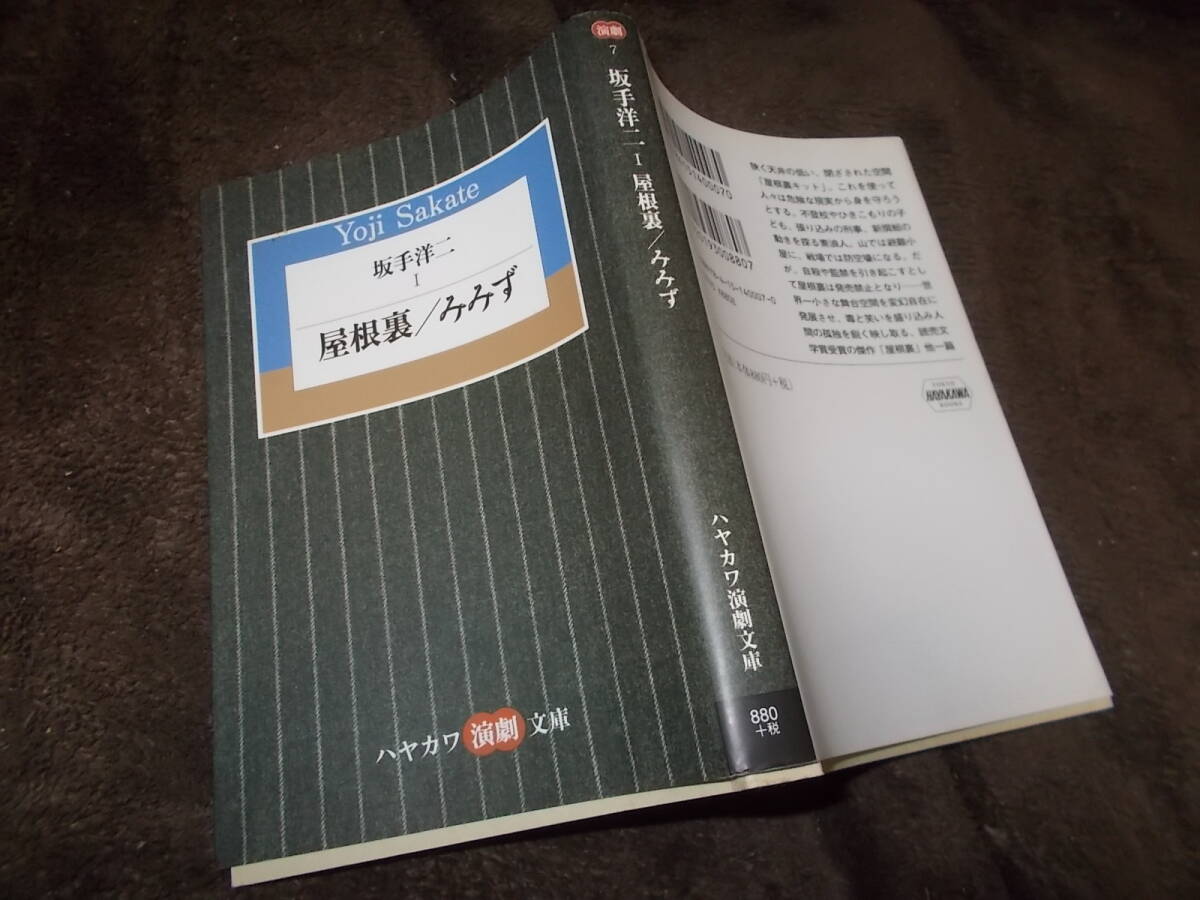 Yoji Sakate
坂手洋二
I
屋根裏/みみず
ハヤカワ演劇文庫
演劇
7
坂手洋二 I 屋根裏/みみず
ハヤカワ演劇文庫
880
+税
狭く天井の低い、閉ざされた空間
「屋根裏キット」。これを使って
人々は危険な現実から身を守ろう
とする。不登校やひきこもりの子
ども、張り込みの刑事、新撰組の
動きを探る素浪人。山では避難小
屋に、戦場では防空壕になる。だ
が、自殺や監禁を引き起こすとし
て屋根裏は発売禁止となり──世
界一小さな舞台空間を変幻自在に
発展させ、毒と笑いを盛り込み人
間の孤独を鋭く映し取る、読売文
学賞受賞の傑作「屋根裏」他一篇
TOKYO
HAYAKAWA
BOOKS